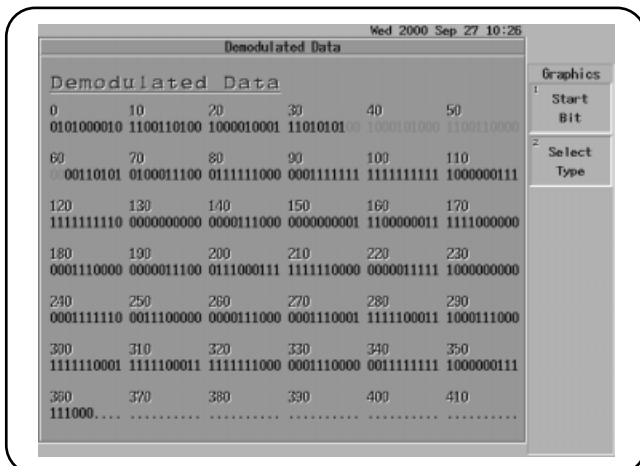 Wed 2000 Sep 27 10:26
Demodulated Data
Demodulated Data
Graphics
1
Start
Bit
2
Select
Type
0 10 20 30 40 50
0101000010 1100110100 1000010001 1101010100 1000101000 1100110000
60 70 80 90 100 110
0000110101 0100011100 0111111000 0001111111 1111111111 1000000111
120 130 140 150 160 170
1111111110 0000000000 0000111000 0000000001 1100000011 1111000000
180 190 200 210 220 230
0001110000 0000011100 0111000111 1111110000 0000011111 1000000000
240 250 260 270 280 290
0001111110 0011100000 0000111000 0001110001 1111100011 1000111000
300 310 320 330 340 350
1111110001 1111100011 1111111000 0001110000 0011111111 1000000111
360 370 380 390 400 410
111000.... .......... .......... .......... .......... ..........